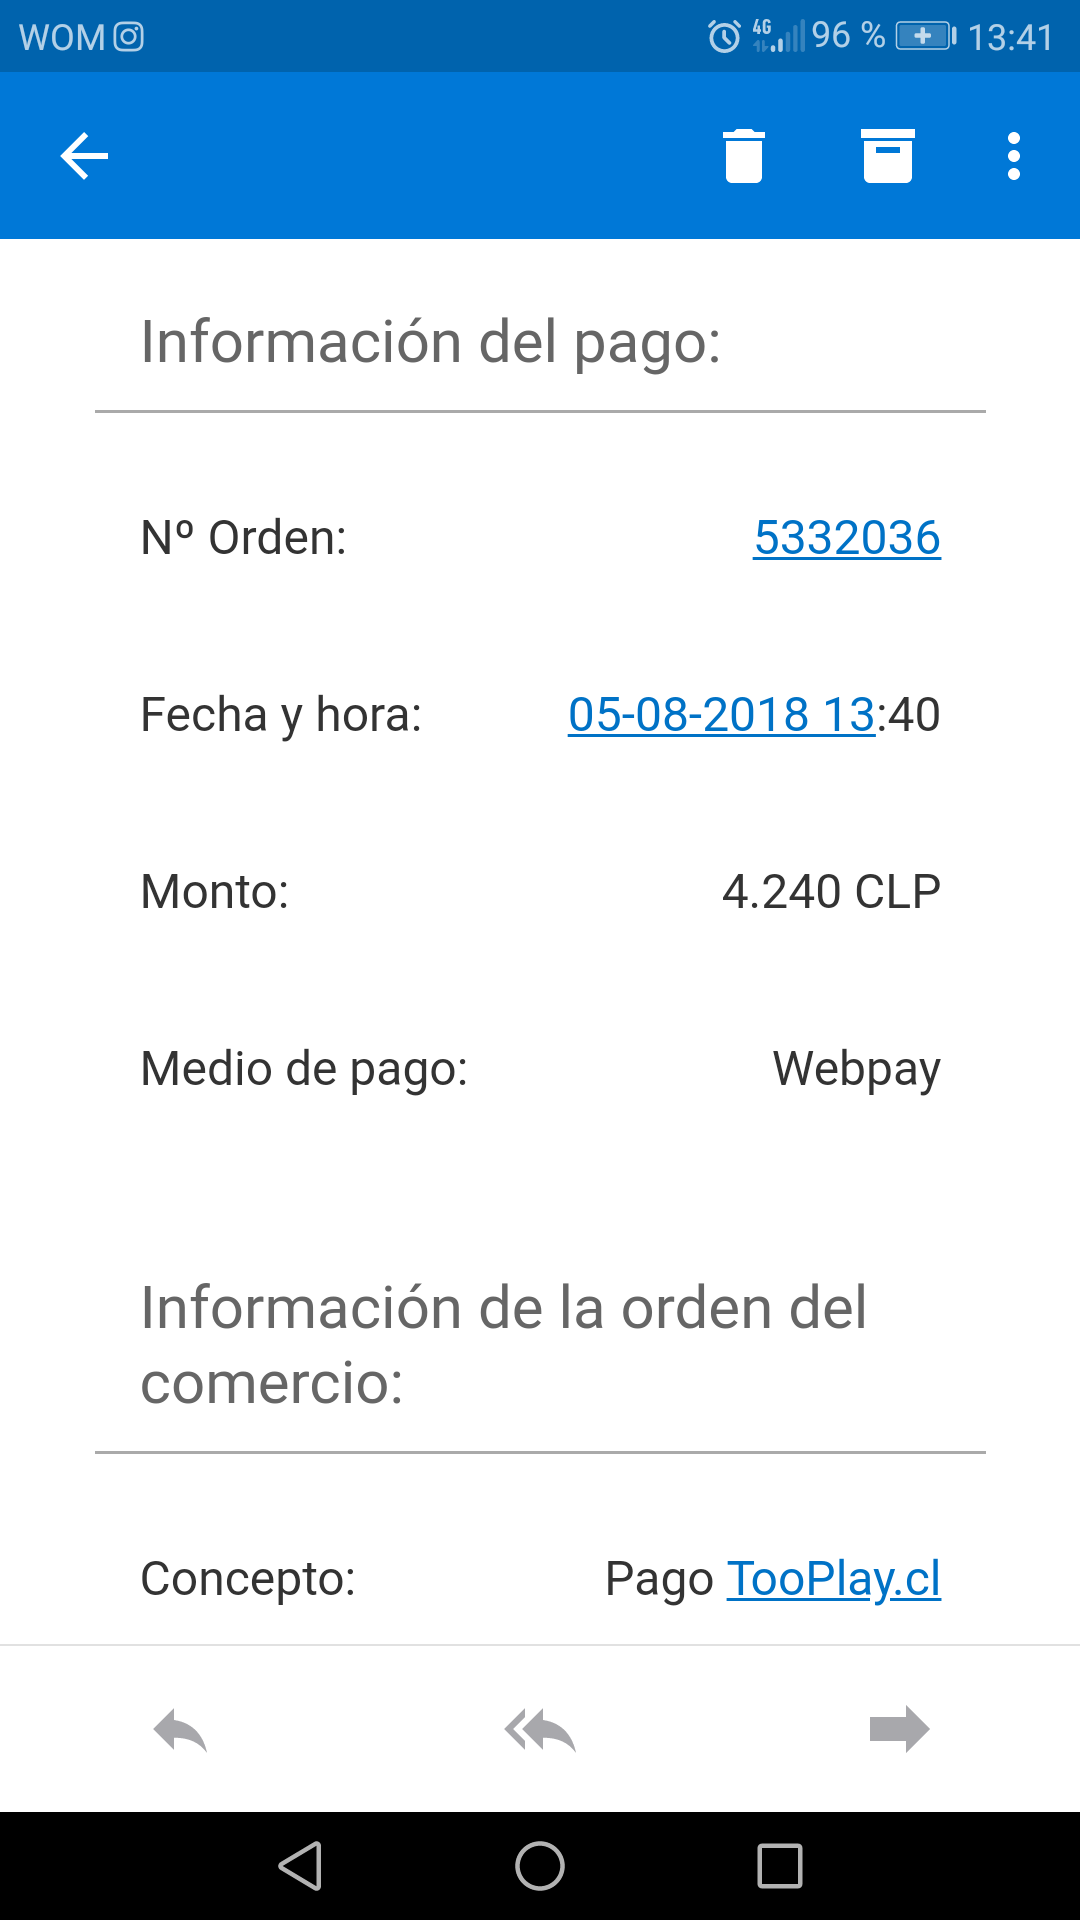 WOM 4G 96 % 13:41
Información del pago:
Nº Orden: 5332036
Fecha y hora: 05-08-2018 13:40
Monto: 4.240 CLP
Medio de pago: Webpay
Información de la orden del
comercio:
Concepto: Pago TooPlay.cl